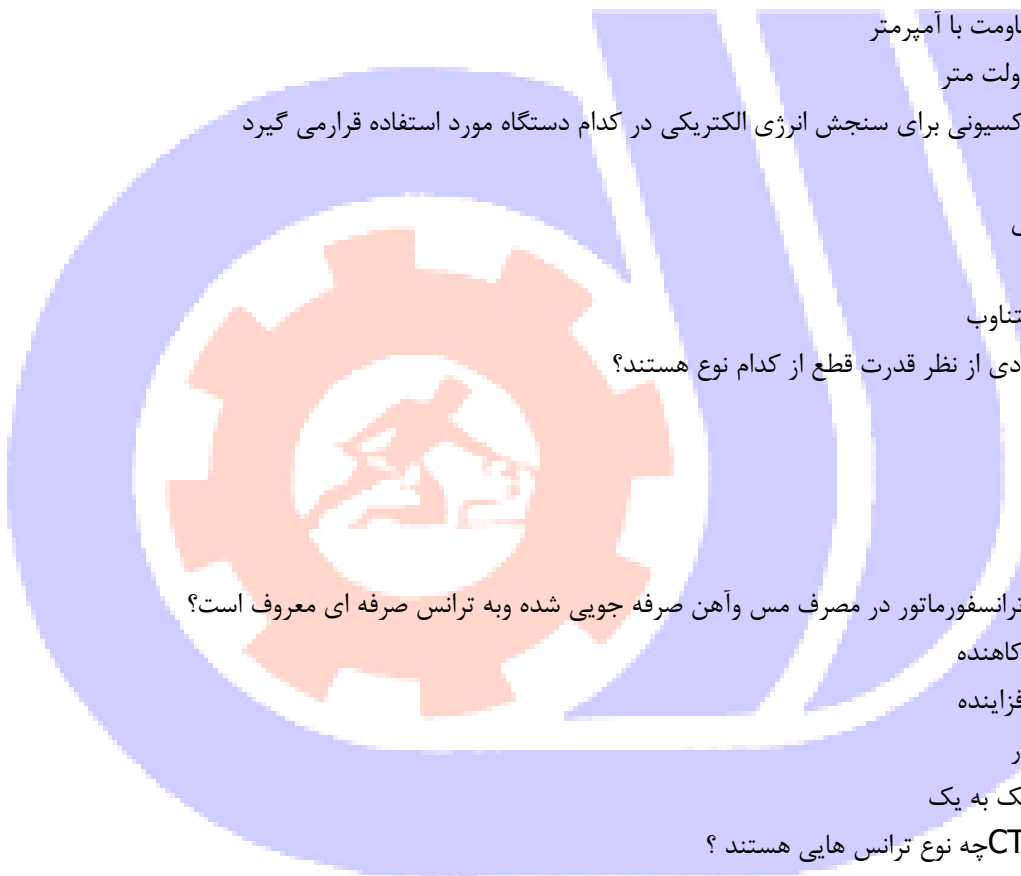 اومت با آمپرمتر
ولت متر
کسیونی برای سنجش انرژی الکتریکی در کدام دستگاه مورد استفاده قرارمی گیرد
تناوب
دی از نظر قدرت قطع از کدام نوع هستند؟
ترانسفورماتور در مصرف مس وآهن صرفه جویی شده وبه ترانس صرفه ای معروف است؟
کاهنده
فزاینده
ر
ک به یک
CTچه نوع ترانس هایی هستند ؟